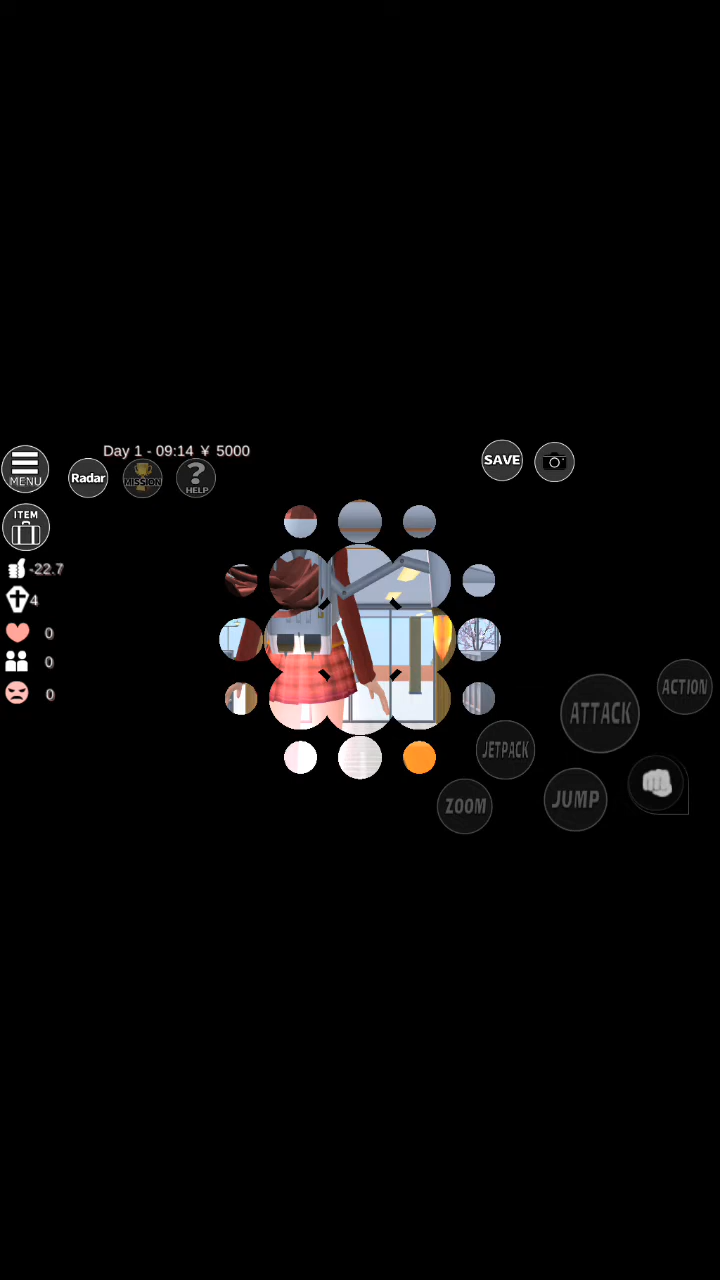 Day 1 - 09:14 ¥ 5000
MENU
Radar
MISSION
?
HELP
SAVE
ITEM
-22.7
4
0
0
0
ACTION
ATTACK
JETPACK
ZOOM
JUMP